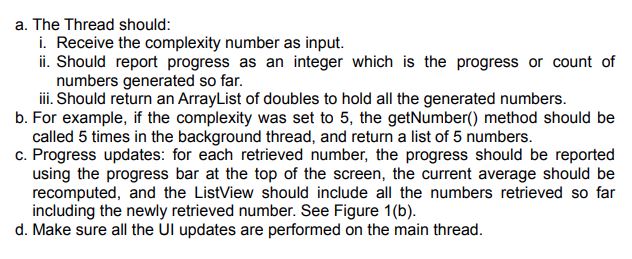 a. The Thread should:
i. Receive the complexity number as input.
ii. Should report progress as an integer which is the progress or count of
numbers generated so far.
iii. Should return an ArrayList of doubles to hold all the generated numbers.
b. For example, if the complexity was set to 5, the getNumber() method should be
called 5 times in the background thread, and return a list of 5 numbers.
c. Progress updates: for each retrieved number, the progress should be reported
using the progress bar at the top of the screen, the current average should be
recomputed, and the ListView should include all the numbers retrieved so far
including the newly retrieved number. See Figure 1(b).
d. Make sure all the UI updates are performed on the main thread.